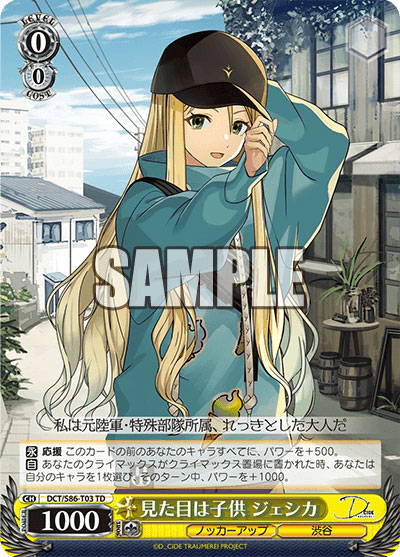 LEVEL
0
0
COST
SAMPLE
私は元陸軍・特殊部隊所属、れっきとした大人だ
永 応援 このカードの前のあなたのキャラすべてに、パワーを+500。
自 あなたのクライマックスがクライマックス置場に置かれた時、あなたは
自分のキャラを1枚選び、そのターン中、パワーを+1000。
CH DCT/S86-T03 TD
見た目は子供 ジェシカ
POWER 1000
ノッカーアップ 渋谷
©D_CIDE TRAUMEREI PROJECT